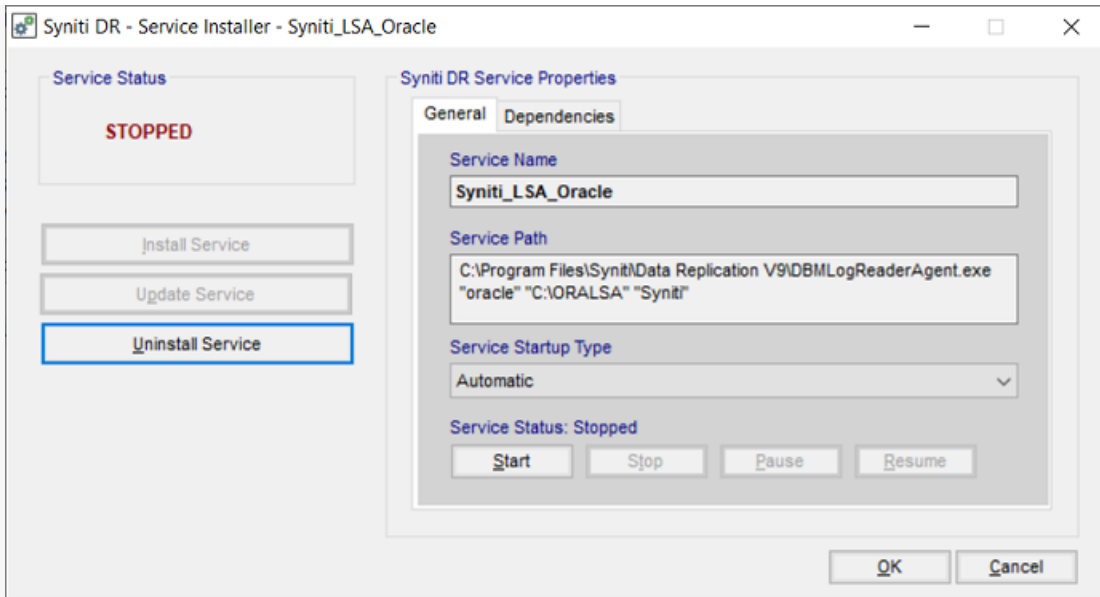 Syniti DR - Service Installer - Syniti_LSA_Oracle
Service Status
STOPPED
Install Service
Update Service
Uninstall Service
Syniti DR Service Properties
General
Dependencies
Service Name
Syniti_LSA_Oracle
Service Path
C:\Program Files\Syniti\Data Replication V9\DBMLogReaderAgent.exe
"oracle" "C:\ORALSA" "Syniti"
Service Startup Type
Automatic
Service Status: Stopped
Start
Stop
Pause
Resume
OK
Cancel